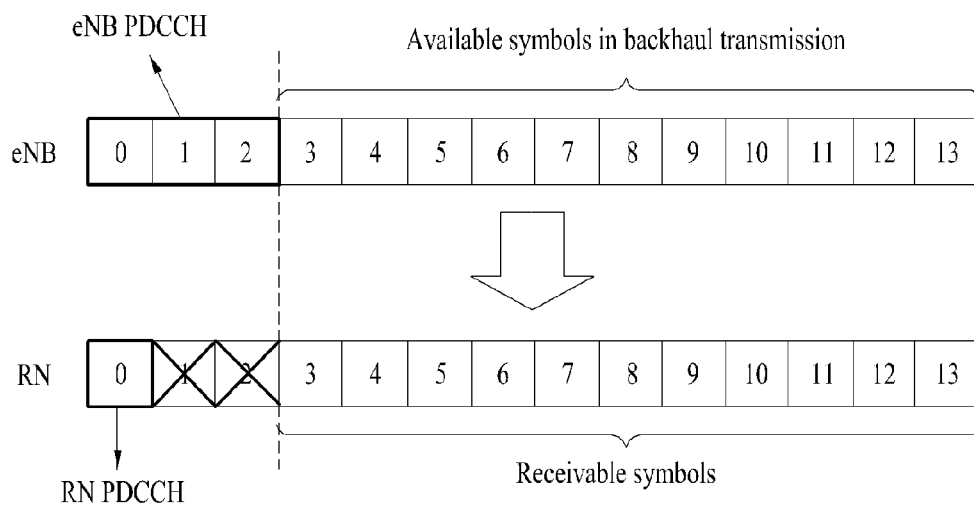 eNB PDCCH
Available symbols in backhaul transmission
eNB 0 1 2 3 4 5 6 7 8 9 10 11 12 13
RN 0 1 2 3 4 5 6 7 8 9 10 11 12 13
Receivable symbols
RN PDCCH